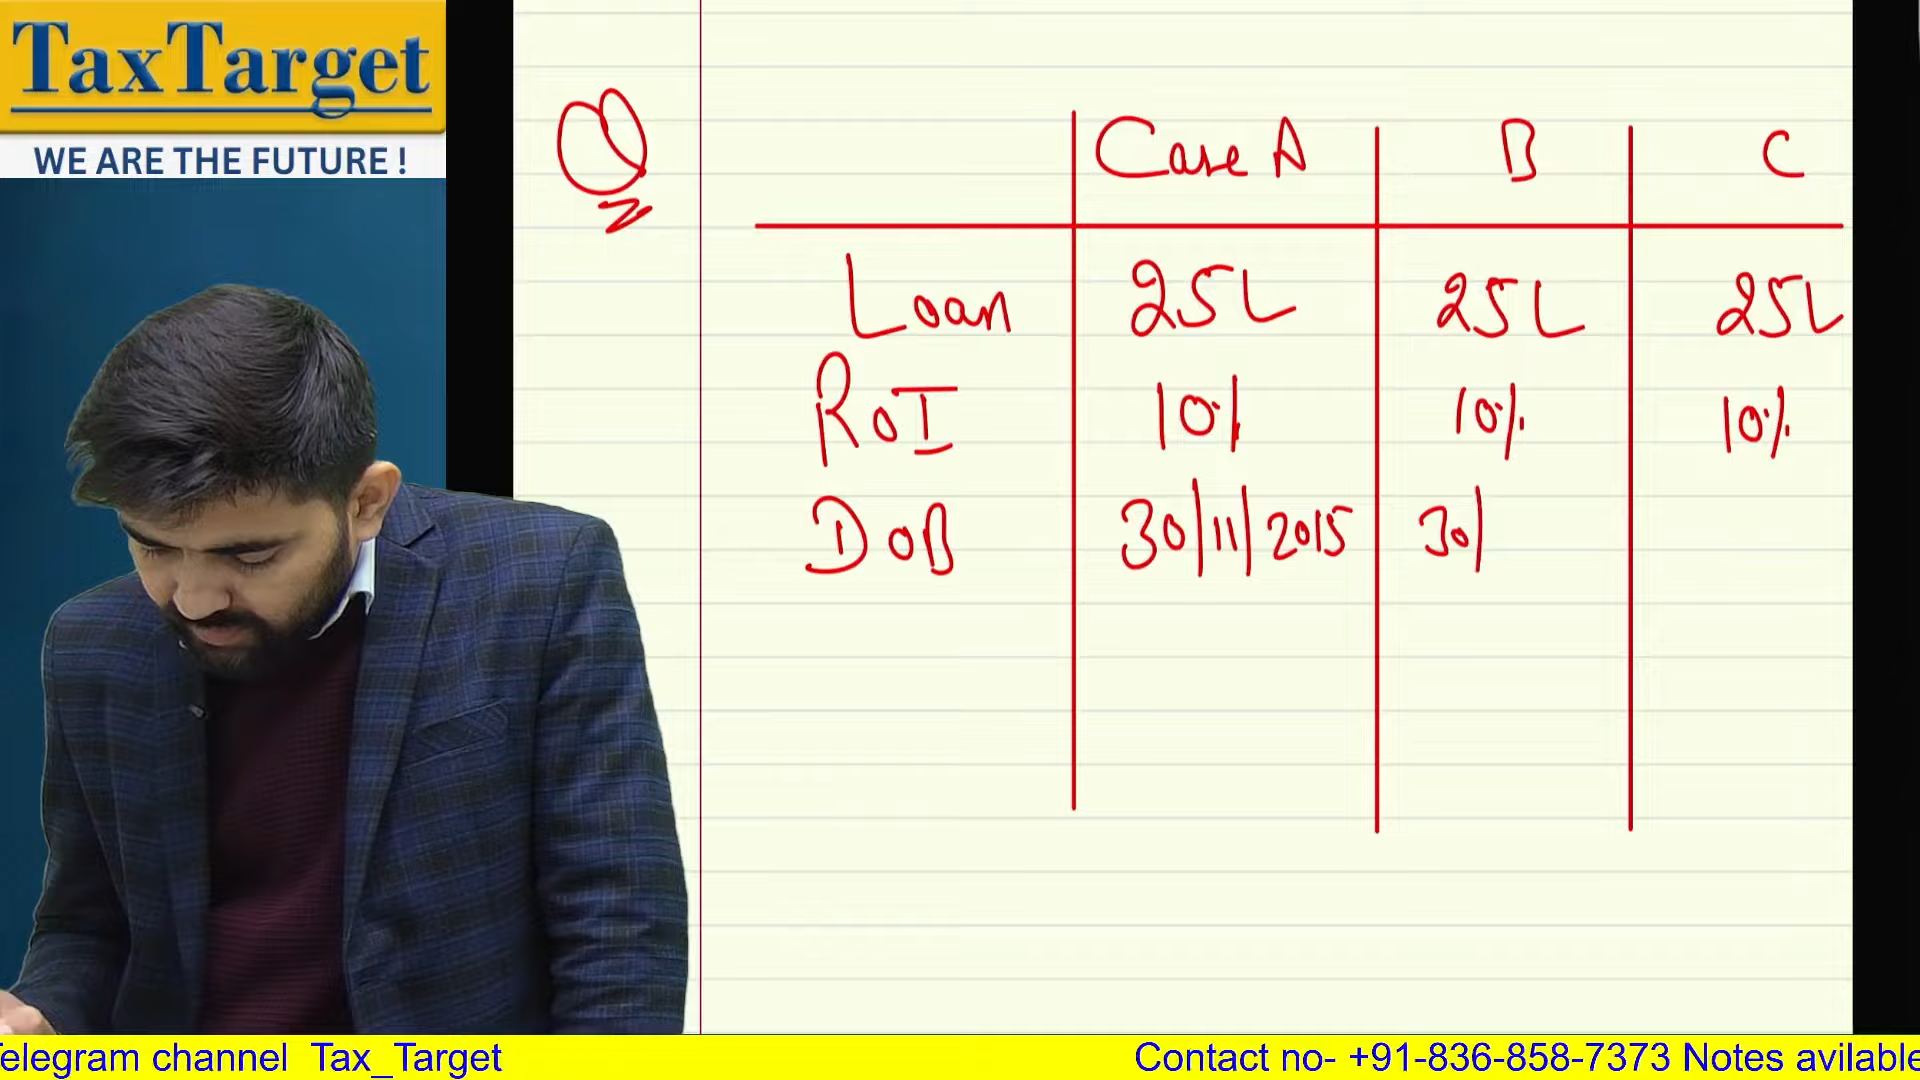 TaxTarget
WE ARE THE FUTURE !
Q
Case A B C
Loan 25L 25L 25L
RoI 10% 10% 10%
DOB 30/11/2015 30/
elegram channel Tax_Target
Contact no- +91-836-858-7373 Notes avilable